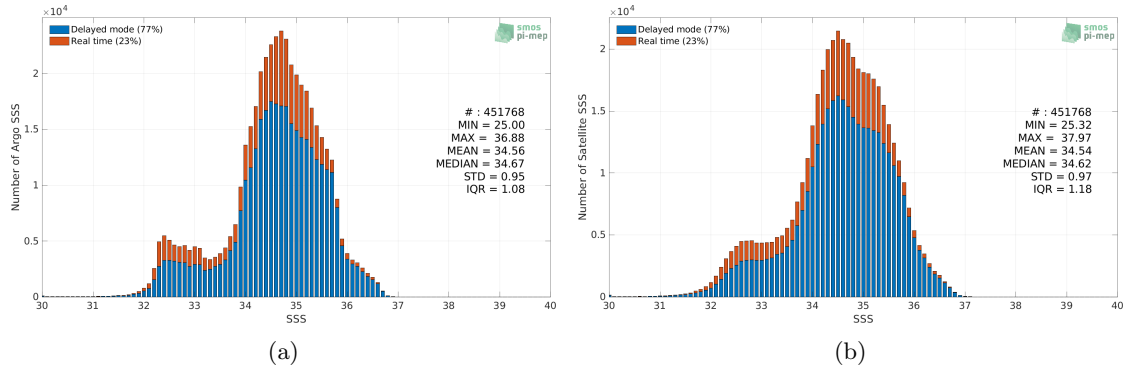 ×10⁴
Delayed mode (77%)
Real time (23%)
smos
pi-mep
Number of Argo SSS
2
1.5
1
0.5
0
# : 451768
MIN = 25.00
MAX = 36.88
MEAN = 34.56
MEDIAN = 34.67
STD = 0.95
IQR = 1.08
30 31 32 33 34 35 36 37 38 39 40
SSS
(a)
×10⁴
Delayed mode (77%)
Real time (23%)
smos
pi-mep
Number of Satellite SSS
2
1.5
1
0.5
0
# : 451768
MIN = 25.32
MAX = 37.97
MEAN = 34.54
MEDIAN = 34.62
STD = 0.97
IQR = 1.18
30 31 32 33 34 35 36 37 38 39 40
SSS
(b)